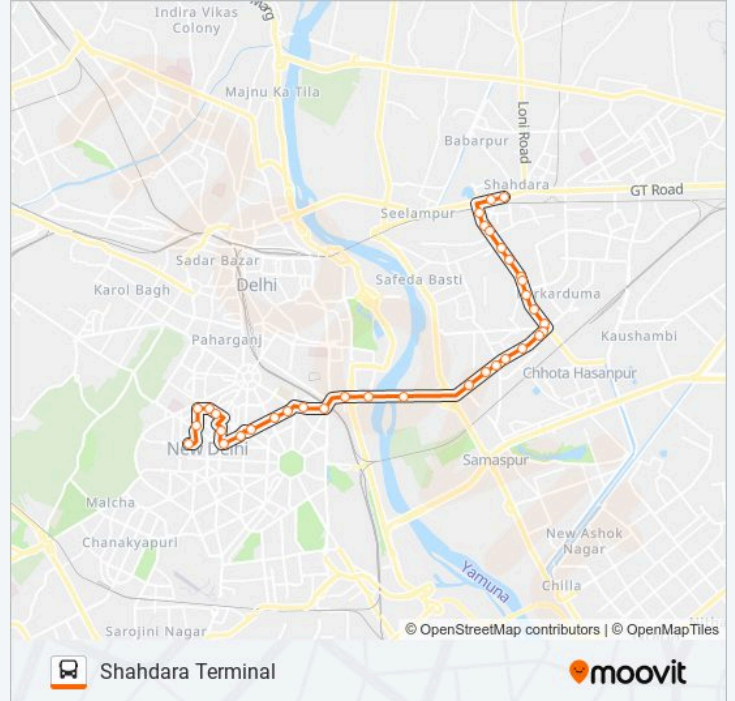 Indira Vikas
Colony
Marg
Majnu Ka Tila
Loni Road
Babarpur
Shahdara
GT Road
Seelampur
Sadar Bazar
Delhi
Safeda Basti
Karol Bagh
Karkarduma
Paharganj
Kaushambi
Chhota Hasanpur
New Delhi
Samaspur
Malcha
Chanakyapuri
New Ashok
Nagar
Yamuna
Chilla
Sarojini Nagar
© OpenStreetMap contributors | © OpenMapTiles
Shahdara Terminal
moovit